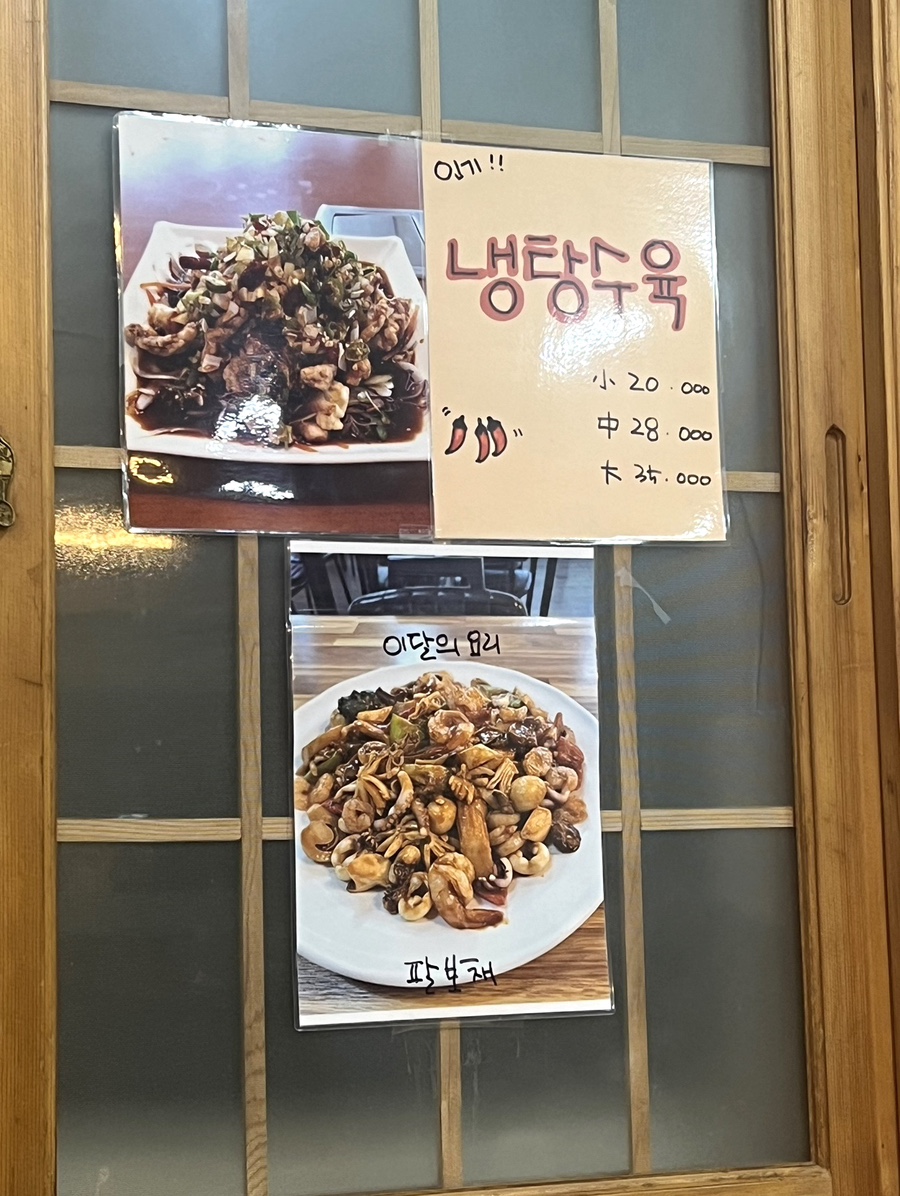 인기!!
냉탕수육
小 20.000
中 28.000
大 35.000
이달의 요리
팔보채